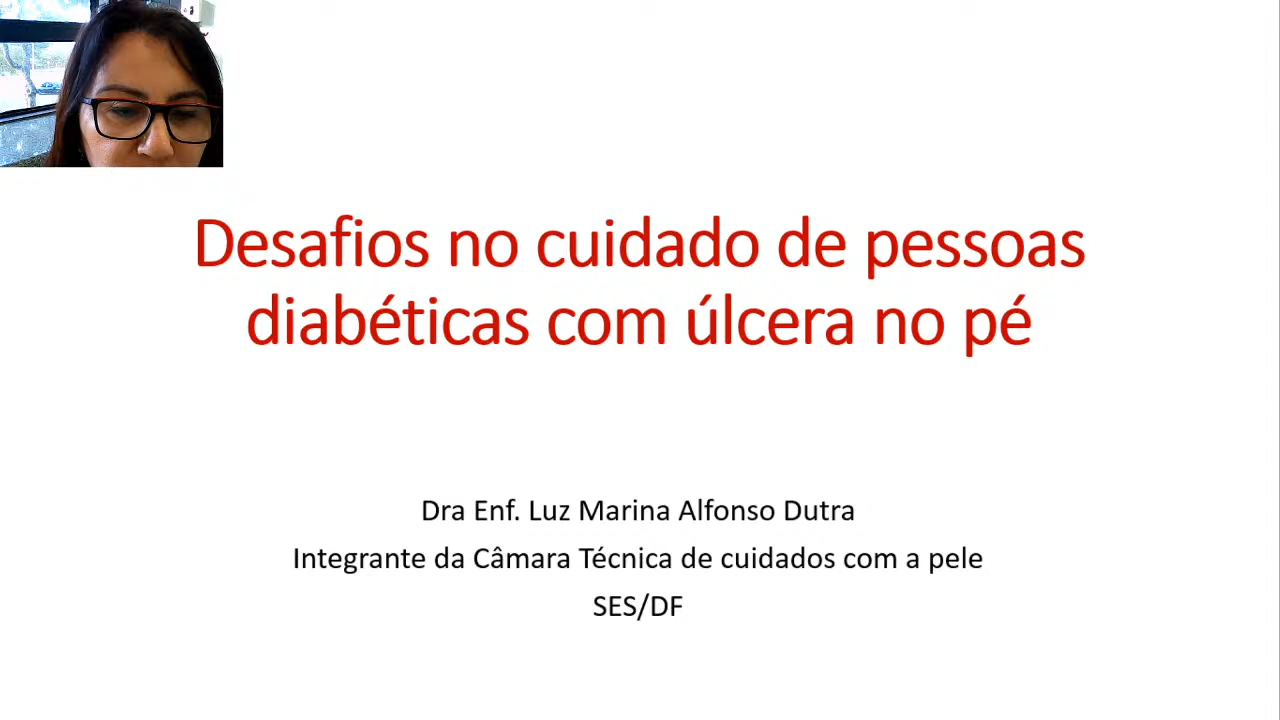 Desafios no cuidado de pessoas
diabéticas com úlcera no pé
Dra Enf. Luz Marina Alfonso Dutra
Integrante da Câmara Técnica de cuidados com a pele
SES/DF